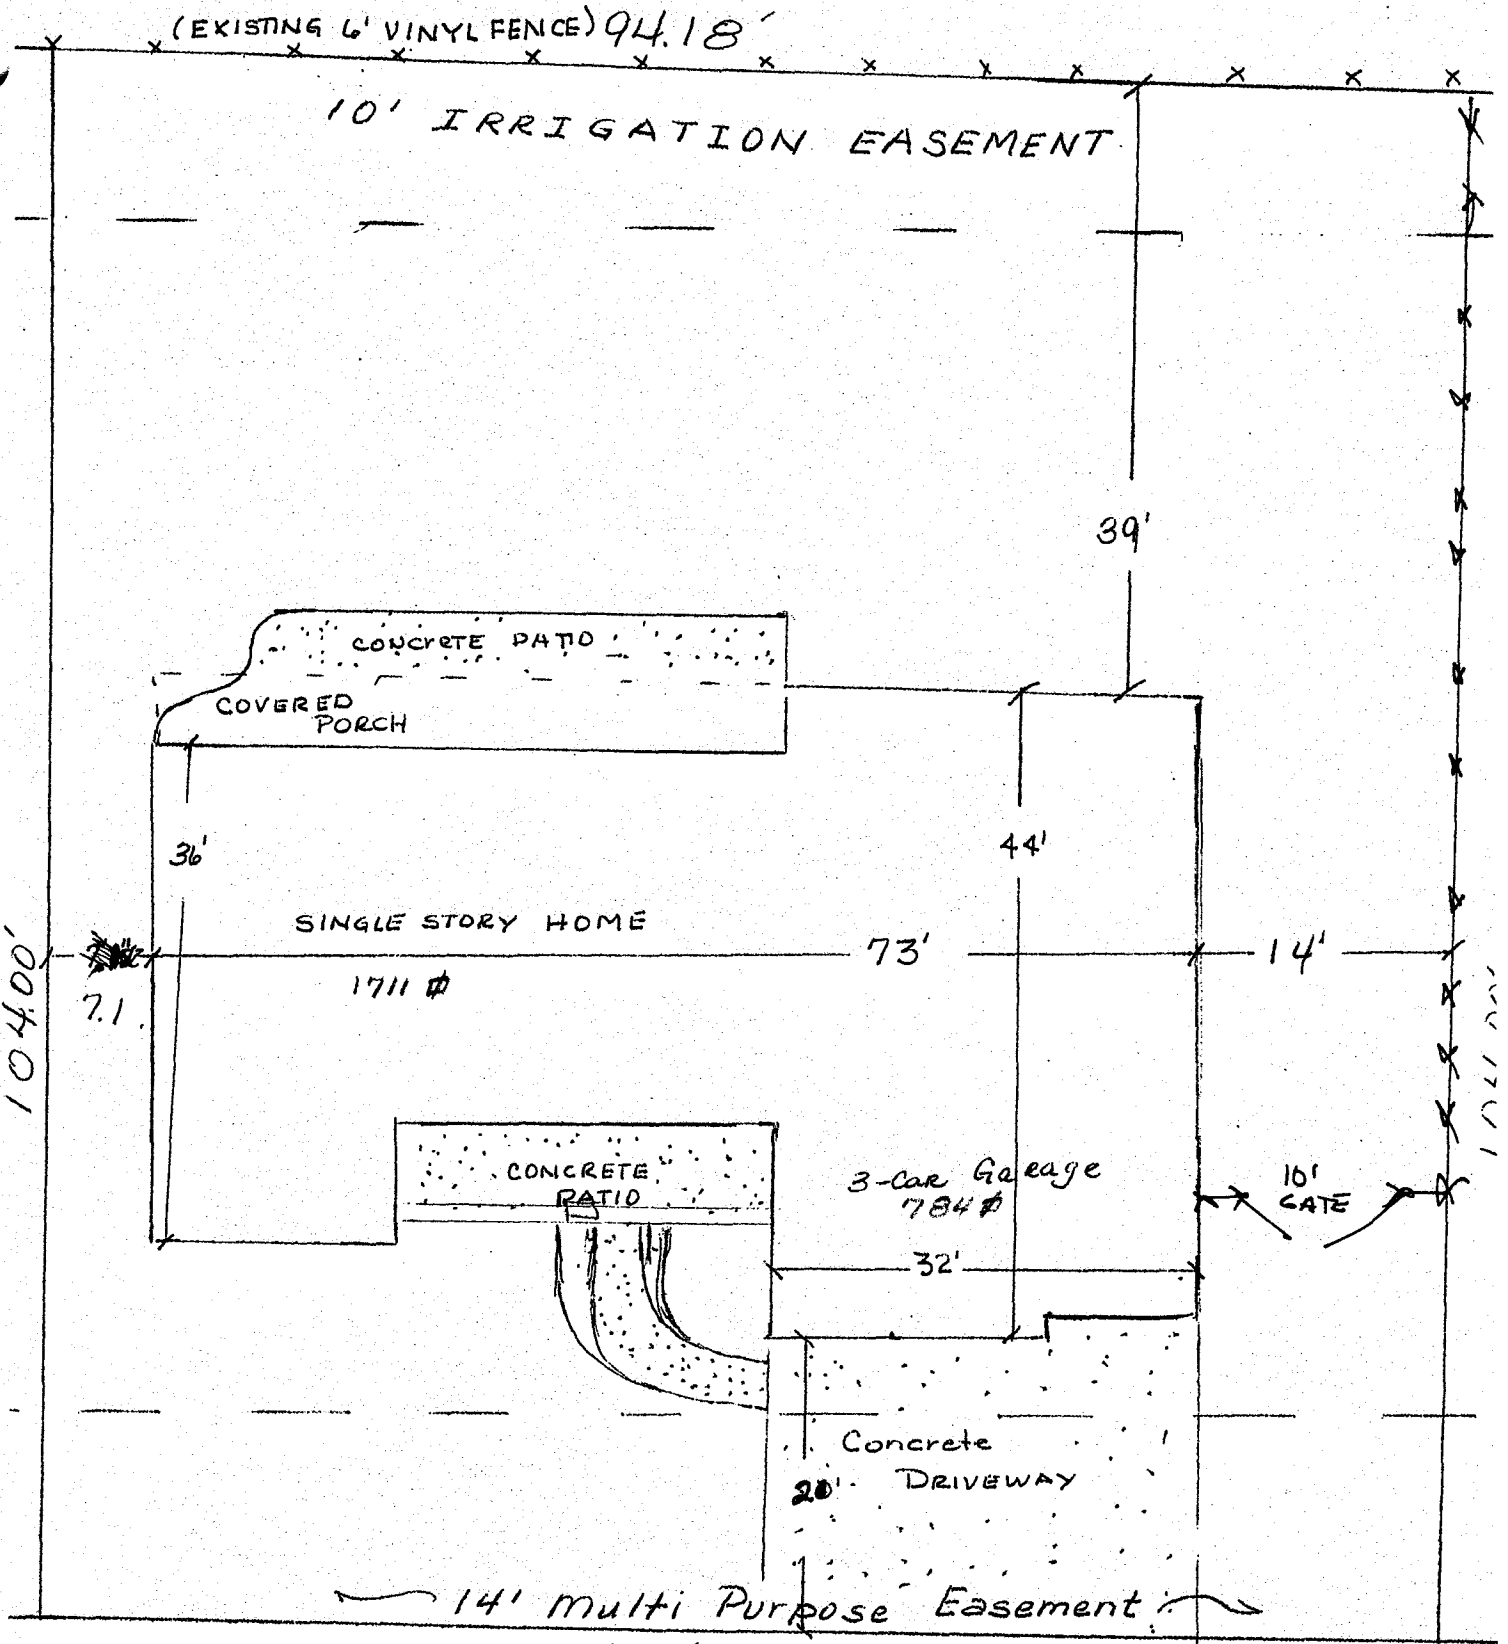 (EXISTING 6' VINYL FENCE) 94.18'
10' IRRIGATION EASEMENT
39'
CONCRETE PATIO
COVERED
PORCH
36'
44'
SINGLE STORY HOME
73'
14'
104.00'
7.1
1711 ⏀
CONCRETE
PATIO
3-CAR Garage
784 ⏀
10'
GATE
32'
Concrete
DRIVEWAY
20'
14' Multi Purpose Easement